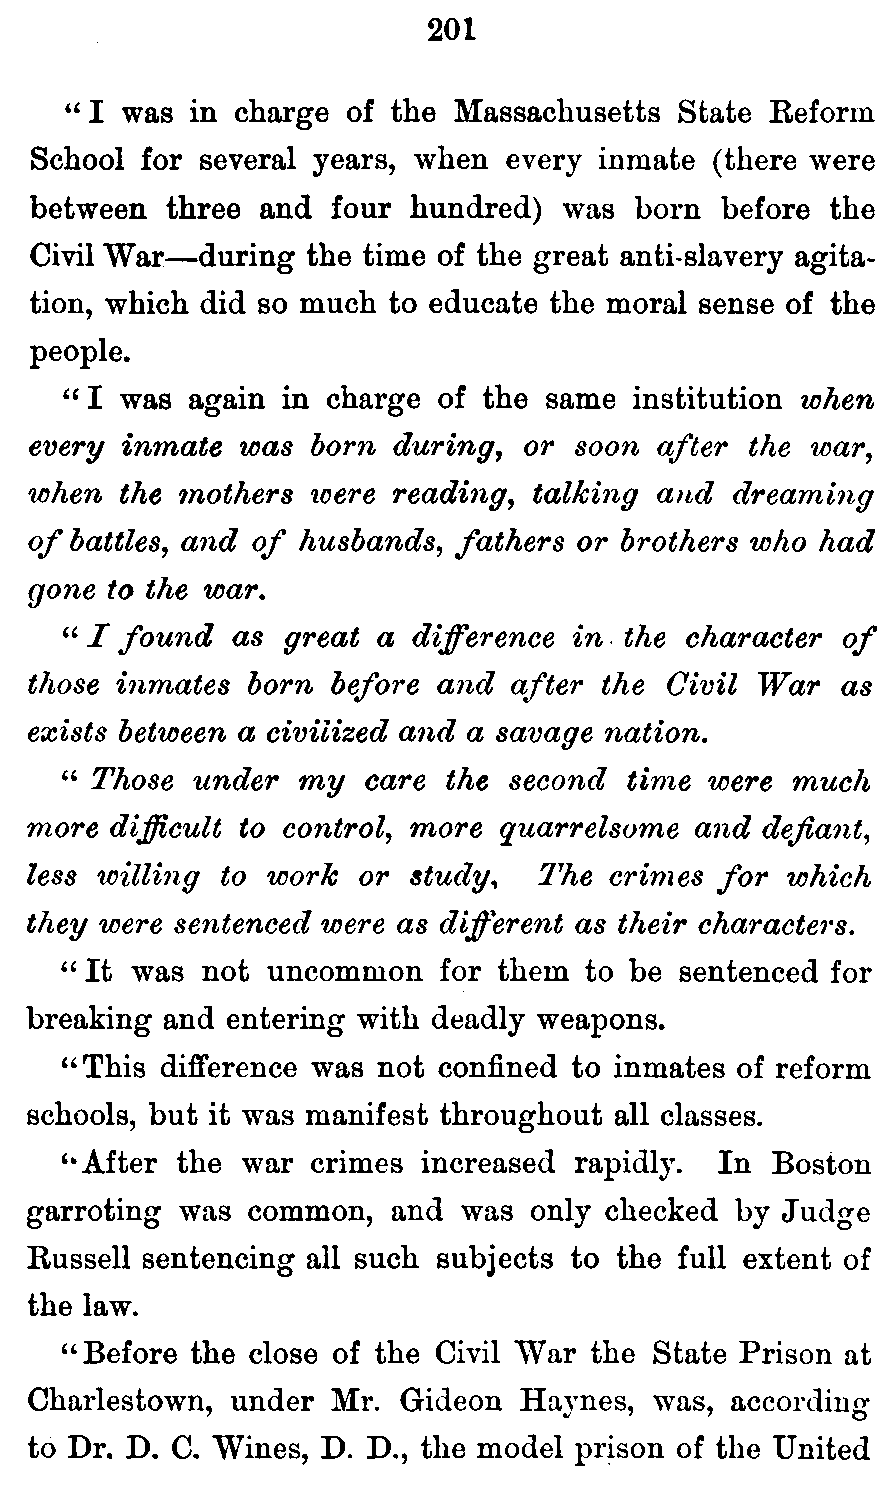 201
“I was in charge of the Massachusetts State Reform
School for several years, when every inmate (there were
between three and four hundred) was born before the
Civil War—during the time of the great anti-slavery agita-
tion, which did so much to educate the moral sense of the
people.
“I was again in charge of the same institution when
every inmate was born during, or soon after the war,
when the mothers were reading, talking and dreaming
of battles, and of husbands, fathers or brothers who had
gone to the war.
“I found as great a difference in the character of
those inmates born before and after the Civil War as
exists between a civilized and a savage nation.
“Those under my care the second time were much
more difficult to control, more quarrelsome and defiant,
less willing to work or study, The crimes for which
they were sentenced were as different as their characters.
“It was not uncommon for them to be sentenced for
breaking and entering with deadly weapons.
“This difference was not confined to inmates of reform
schools, but it was manifest throughout all classes.
“After the war crimes increased rapidly. In Boston
garroting was common, and was only checked by Judge
Russell sentencing all such subjects to the full extent of
the law.
“Before the close of the Civil War the State Prison at
Charlestown, under Mr. Gideon Haynes, was, according
to Dr. D. C. Wines, D. D., the model prison of the United